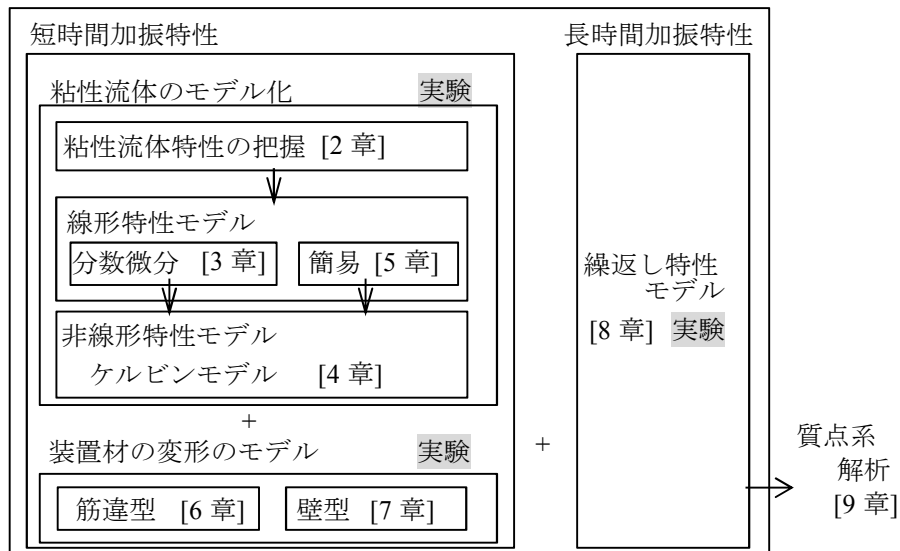 短時間加振特性
粘性流体のモデル化 実験
粘性流体特性の把握 [2 章]
線形特性モデル
分数微分 [3 章] 簡易 [5 章]
非線形特性モデル
ケルビンモデル [4 章]
+
装置材の変形のモデル 実験
筋違型 [6 章] 壁型 [7 章]
+
長時間加振特性
繰返し特性
モデル
[8 章] 実験
質点系
解析
[9 章]